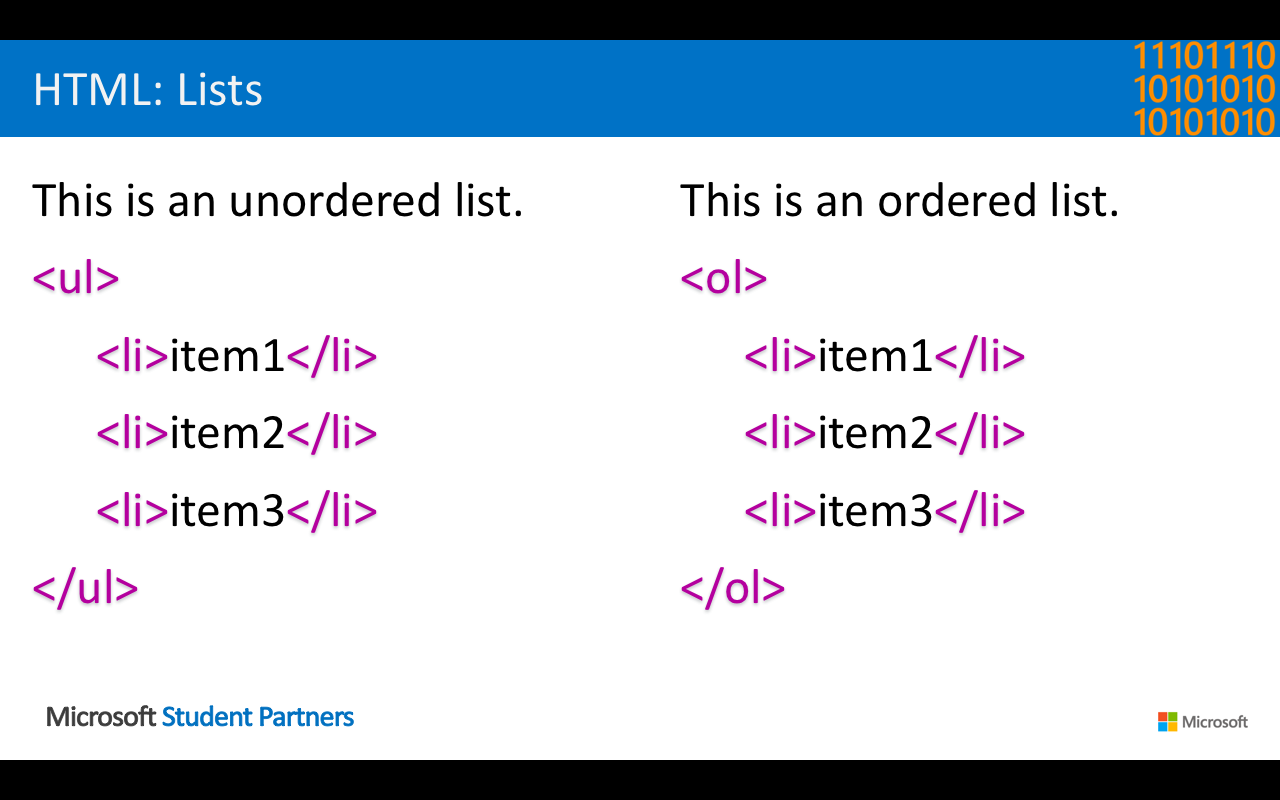 HTML: Lists
11101110
10101010
10101010
This is an unordered list.
<ul>
<li>item1</li>
<li>item2</li>
<li>item3</li>
</ul>
This is an ordered list.
<ol>
<li>item1</li>
<li>item2</li>
<li>item3</li>
</ol>
Microsoft Student Partners
Microsoft